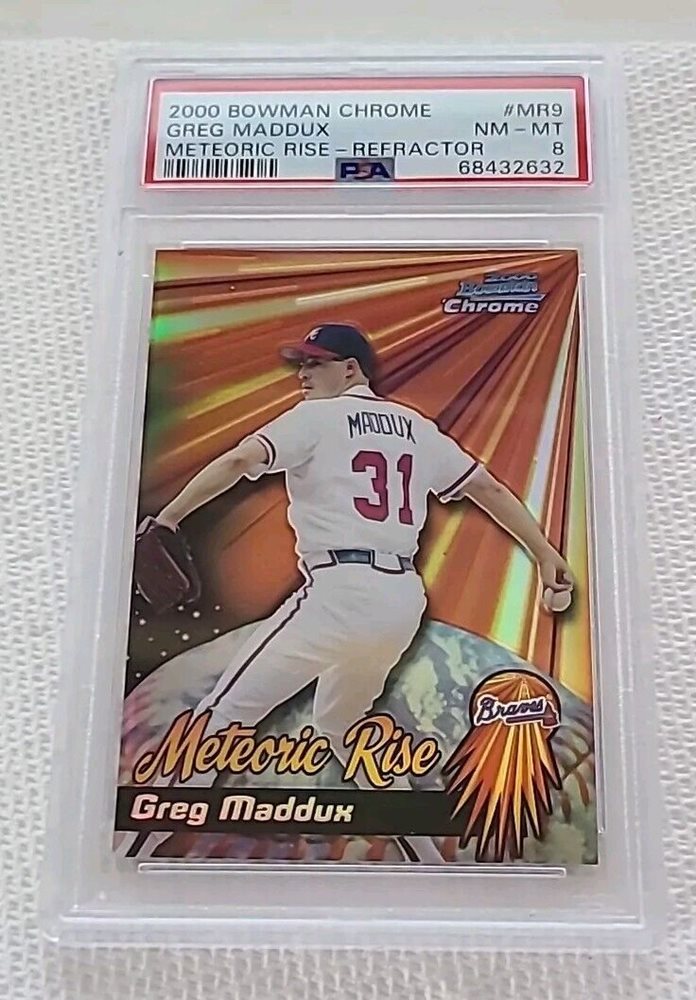 2000 BOWMAN CHROME #MR9
GREG MADDUX NM - MT
METEORIC RISE - REFRACTOR 8
PSA 68432632
2000
Bowman
Chrome
A
MADDUX
31
Braves
Meteoric Rise
Greg Maddux